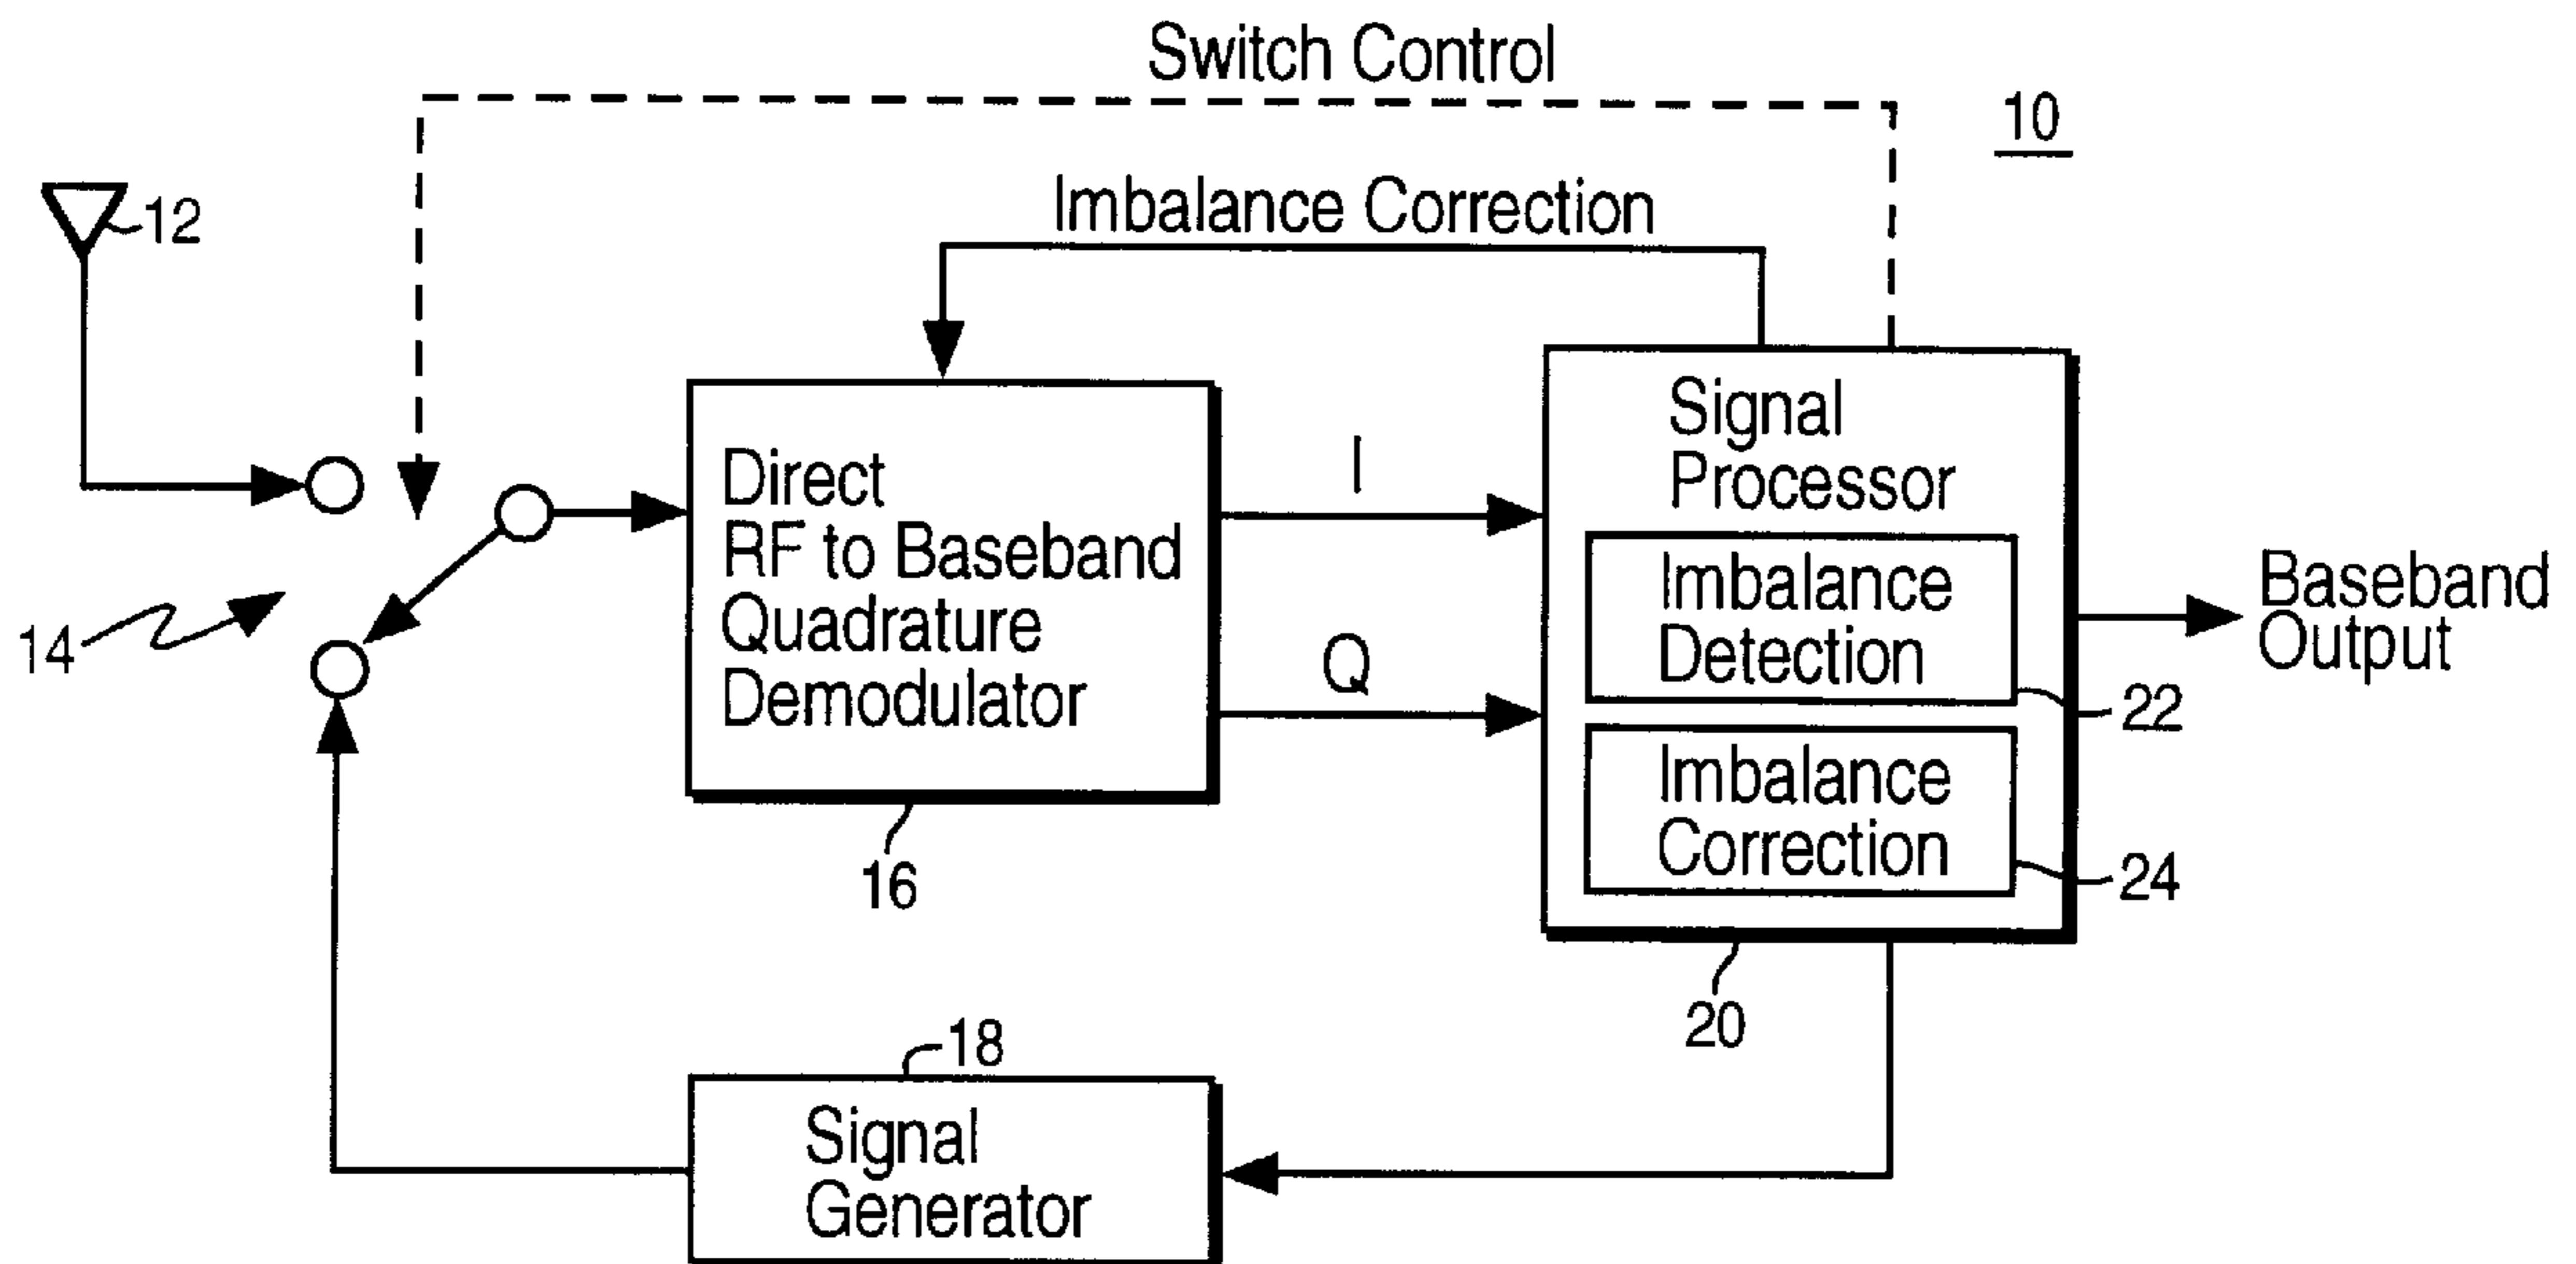 Switch Control
10
Imbalance Correction
12
Signal
Processor
I
Direct
RF to Baseband
Quadrature
Demodulator
Q
Imbalance
Detection
Baseband
Output
14
22
Imbalance
Correction
24
16
20
18
Signal
Generator